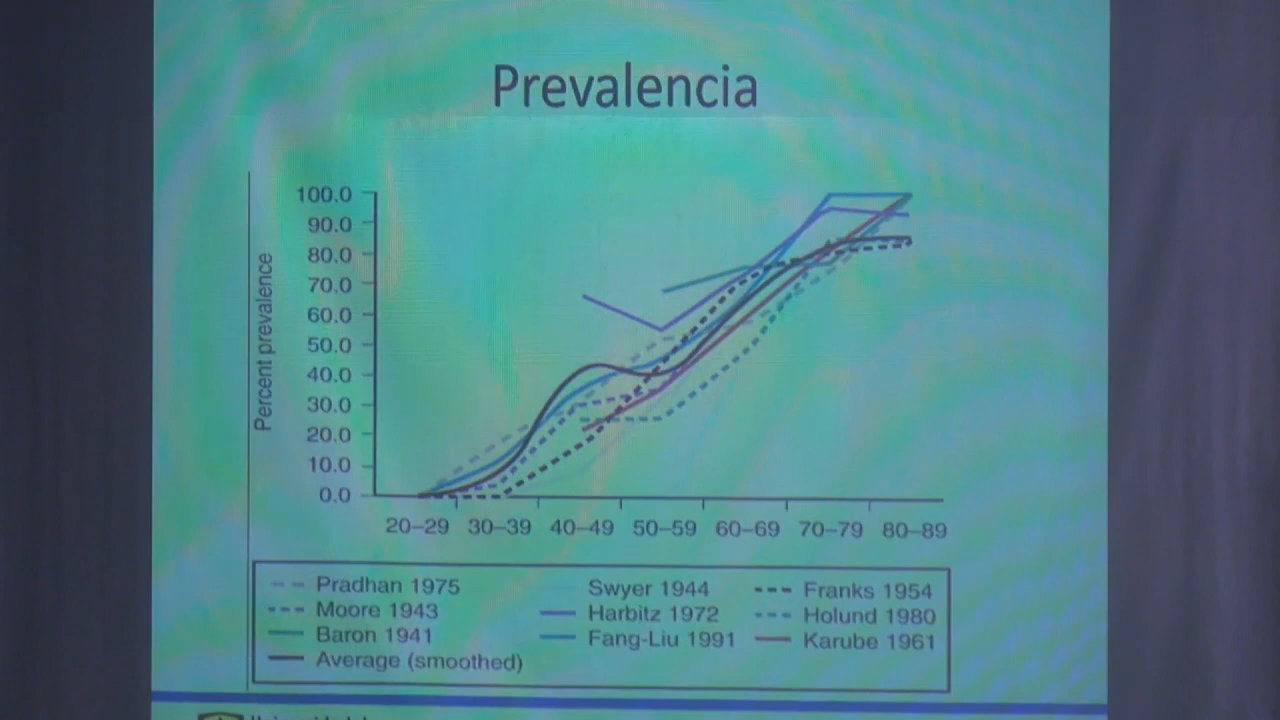 Prevalencia
Percent prevalence
100.0
90.0
80.0
70.0
60.0
50.0
40.0
30.0
20.0
10.0
0.0
20–29 30–39 40–49 50–59 60–69 70–79 80–89
Pradhan 1975 Swyer 1944 Franks 1954
Moore 1943 Harbitz 1972 Holund 1980
Baron 1941 Fang-Liu 1991 Karube 1961
Average (smoothed)